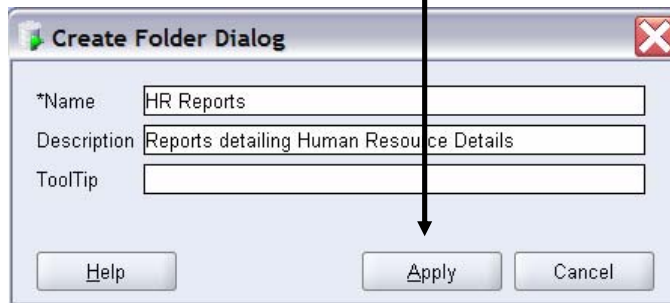 Create Folder Dialog
*Name HR Reports
Description Reports detailing Human Resource Details
ToolTip
Help Apply Cancel